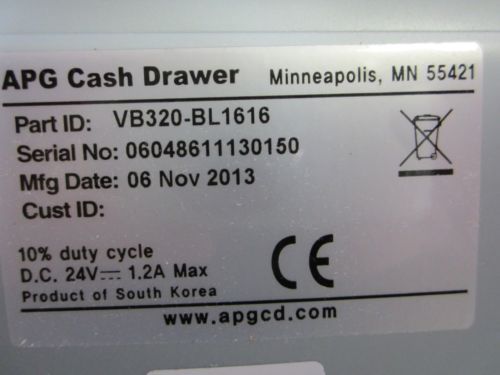 APG Cash Drawer Minneapolis, MN 55421
Part ID: VB320-BL1616
Serial No: 06048611130150
Mfg Date: 06 Nov 2013
Cust ID:
10% duty cycle
D.C. 24V⎓ 1.2A Max
Product of South Korea
CE
www.apgcd.com